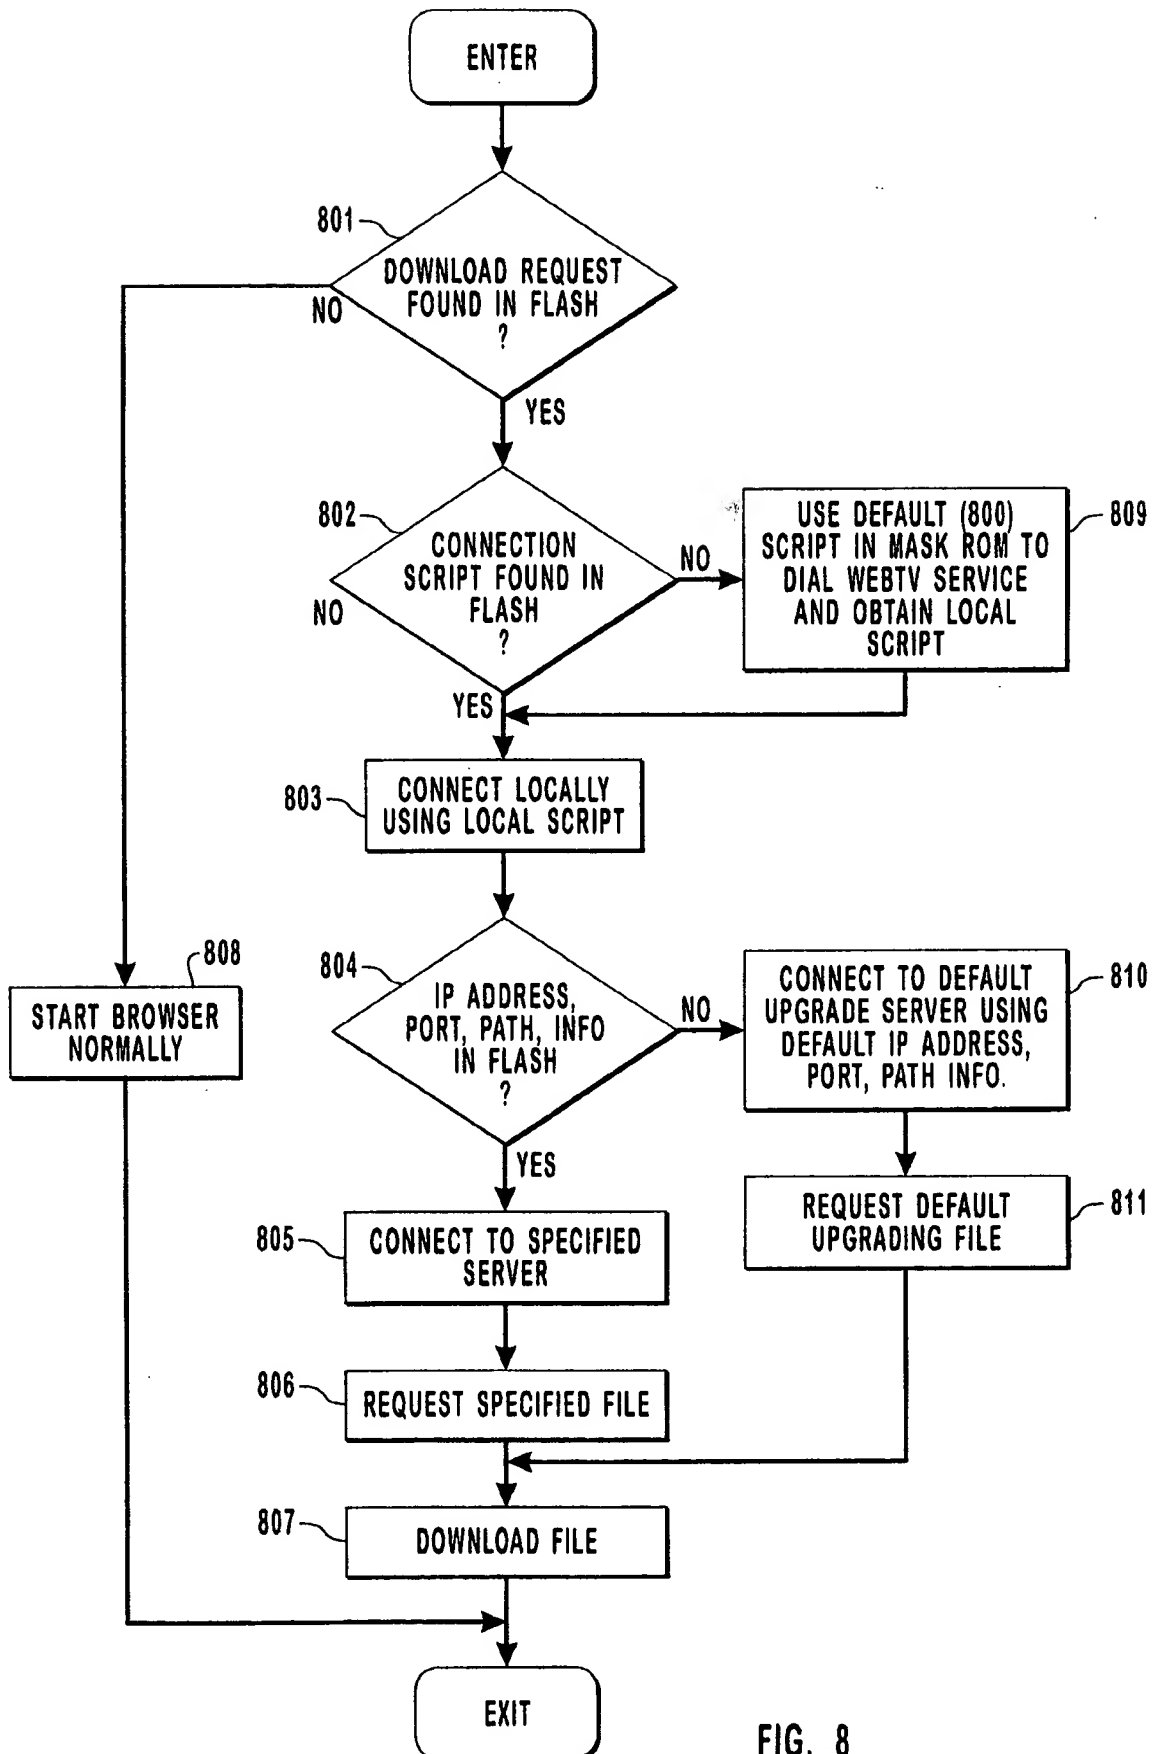 ENTER
801
DOWNLOAD REQUEST
FOUND IN FLASH
?
NO
YES
802
CONNECTION
SCRIPT FOUND IN
FLASH
?
NO
NO
YES
USE DEFAULT (800)
SCRIPT IN MASK ROM TO
DIAL WEBTV SERVICE
AND OBTAIN LOCAL
SCRIPT
809
803
CONNECT LOCALLY
USING LOCAL SCRIPT
808
START BROWSER
NORMALLY
804
IP ADDRESS,
PORT, PATH, INFO
IN FLASH
?
NO
YES
CONNECT TO DEFAULT
UPGRADE SERVER USING
DEFAULT IP ADDRESS,
PORT, PATH INFO.
810
805
CONNECT TO SPECIFIED
SERVER
REQUEST DEFAULT
UPGRADING FILE
811
806
REQUEST SPECIFIED FILE
807
DOWNLOAD FILE
EXIT
FIG. 8